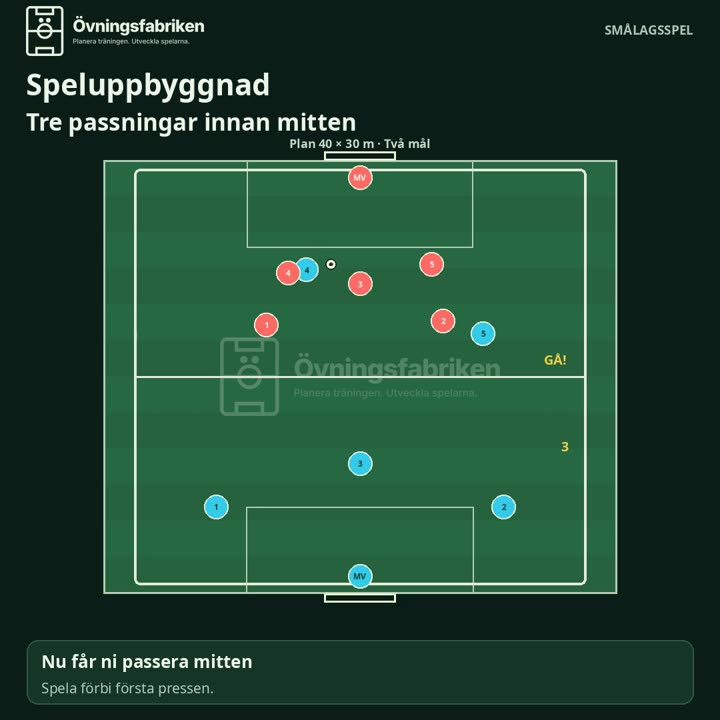 Övningsfabriken
Planera träningen. Utveckla spelarna.
SMÅLAGSSPEL
Speluppbyggnad
Tre passningar innan mitten
Plan 40 × 30 m · Två mål
MV
4
4
5
3
1
2
5
GÅ!
Övningsfabriken
Planera träningen. Utveckla spelarna.
3
3
1
2
MV
Nu får ni passera mitten
Spela förbi första pressen.